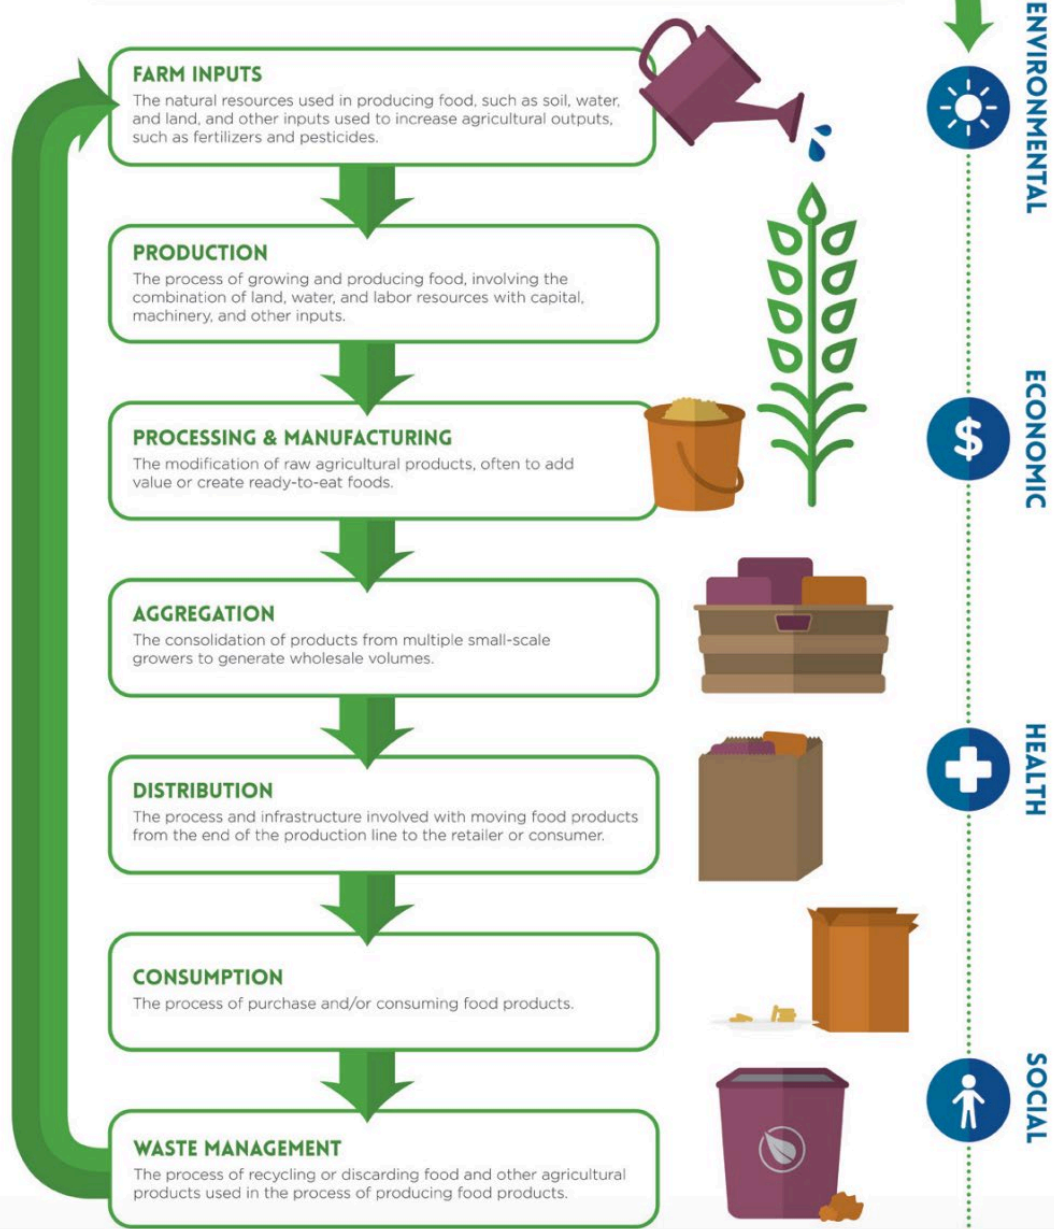 FARM INPUTS
The natural resources used in producing food, such as soil, water,
and land, and other inputs used to increase agricultural outputs,
such as fertilizers and pesticides.
PRODUCTION
The process of growing and producing food, involving the
combination of land, water, and labor resources with capital,
machinery, and other inputs.
PROCESSING & MANUFACTURING
The modification of raw agricultural products, often to add
value or create ready-to-eat foods.
AGGREGATION
The consolidation of products from multiple small-scale
growers to generate wholesale volumes.
DISTRIBUTION
The process and infrastructure involved with moving food products
from the end of the production line to the retailer or consumer.
CONSUMPTION
The process of purchase and/or consuming food products.
WASTE MANAGEMENT
The process of recycling or discarding food and other agricultural
products used in the process of producing food products.
ENVIRONMENTAL
$
ECONOMIC
HEALTH
SOCIAL